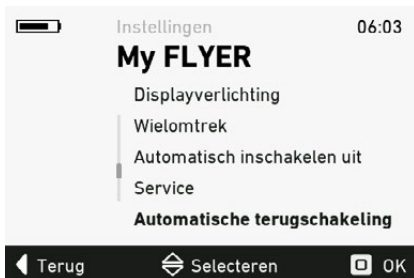 Instellingen 06:03
My FLYER
Displayverlichting
Wielomtrek
Automatisch inschakelen uit
Service
Automatische terugschakeling
Terug Selecteren OK